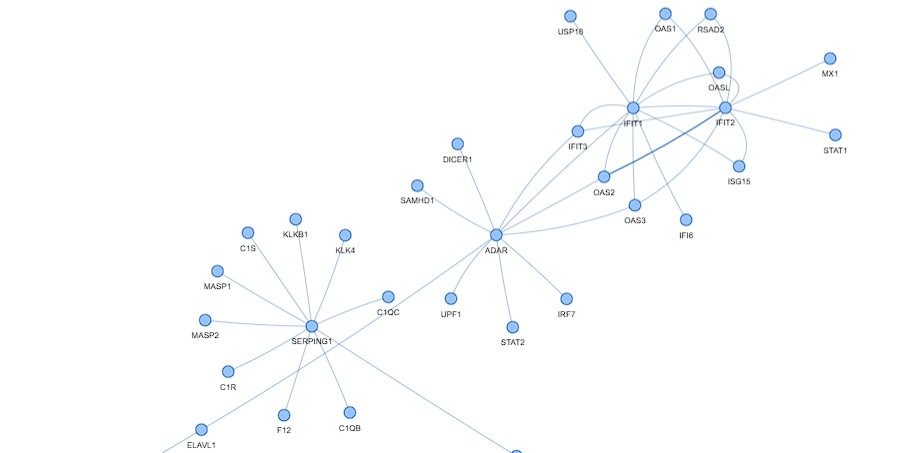 USP18
OAS1
RSAD2
MX1
OASL
IFIT1
IFIT2
STAT1
IFIT3
DICER1
ISG15
OAS2
SAMHD1
OAS3
IFI6
KLKB1
C1S
KLK4
ADAR
MASP1
C1QC
UPF1
IRF7
MASP2
SERPING1
STAT2
C1R
F12
C1QB
ELAVL1